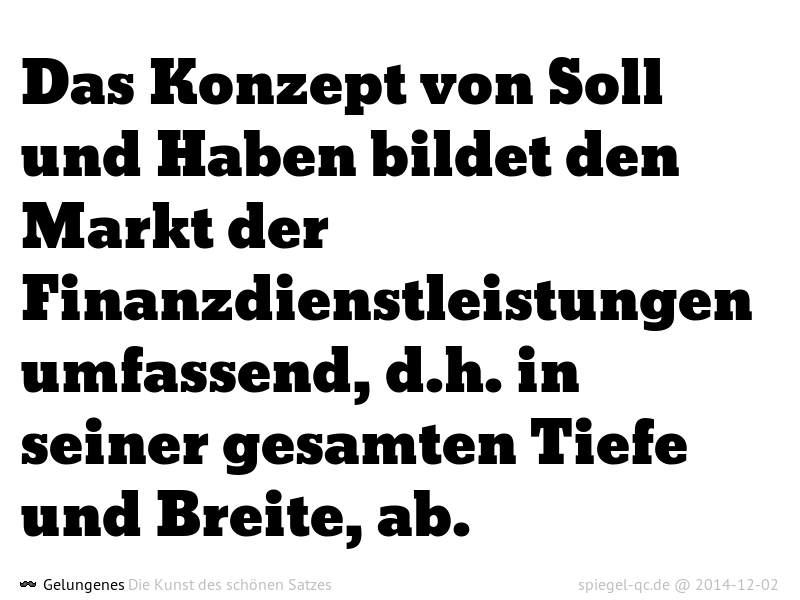 Das Konzept von Soll
und Haben bildet den
Markt der
Finanzdienstleistungen
umfassend, d.h. in
seiner gesamten Tiefe
und Breite, ab.
Gelungenes Die Kunst des schönen Satzes
spiegel-qc.de @ 2014-12-02